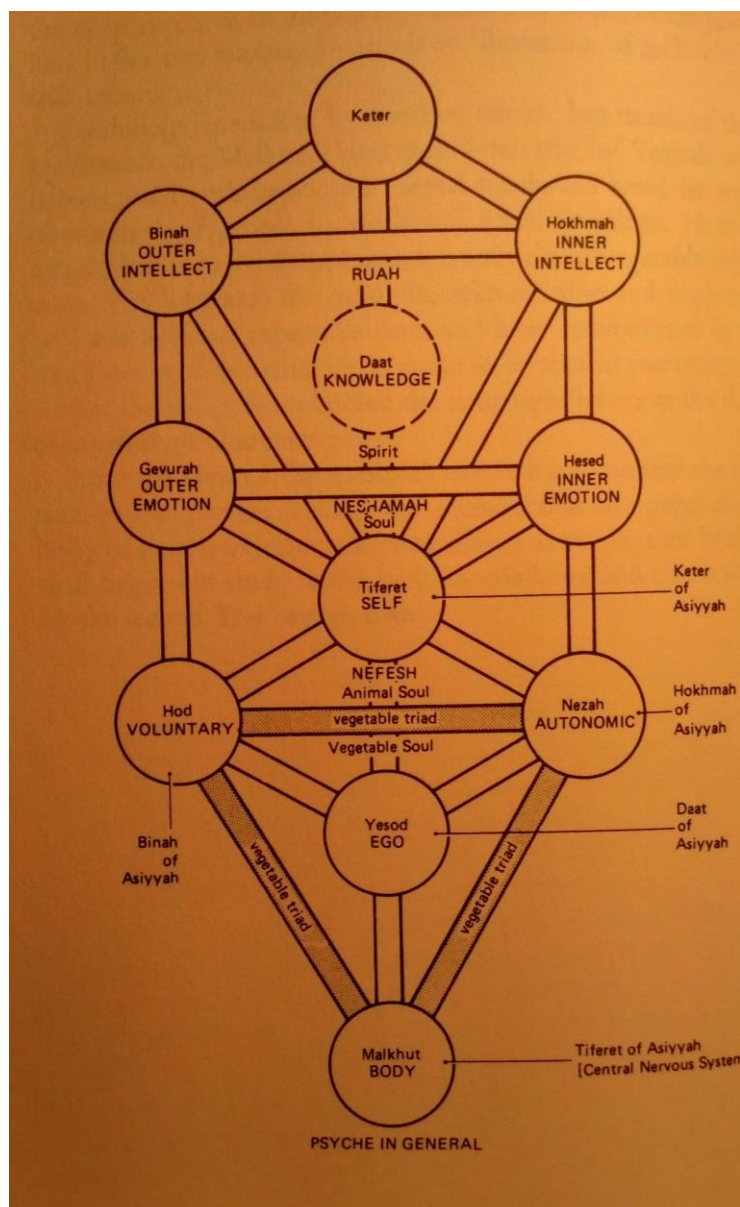 Keter
Binah
OUTER
INTELLECT
Hokhmah
INNER
INTELLECT
RUAH
Daat
KNOWLEDGE
Spirit
Gevurah
OUTER
EMOTION
Hesed
INNER
EMOTION
NESHAMAH
Soul
Tiferet
SELF
Keter
of
Asiyyah
NEFESH
Animal Soul
Hod
VOLUNTARY
vegetable triad
Nezah
AUTONOMIC
Hokhmah
of
Asiyyah
Vegetable Soul
Yesod
EGO
Daat
of
Asiyyah
Binah
of
Asiyyah
vegetable triad
vegetable triad
Malkhut
BODY
Tiferet of Asiyyah
[Central Nervous System
PSYCHE IN GENERAL